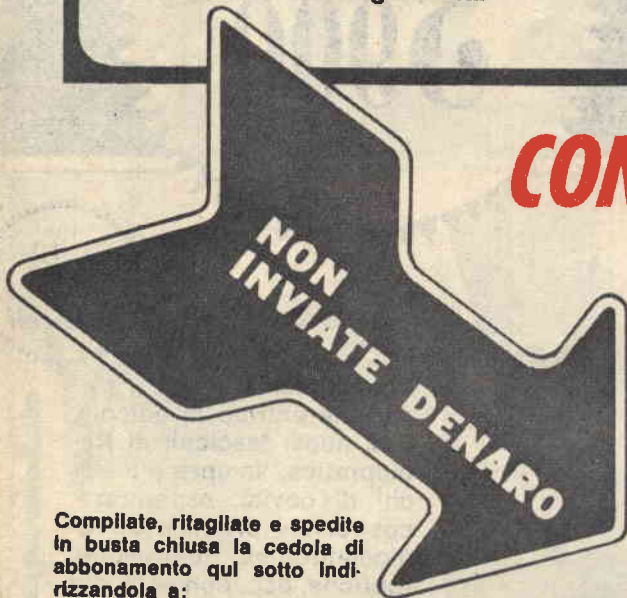 CON
NON
INVIATE DENARO
Compilate, ritagliate e spedite
in busta chiusa la cedola di
abbonamento qui sotto indi-
rizzandola a: